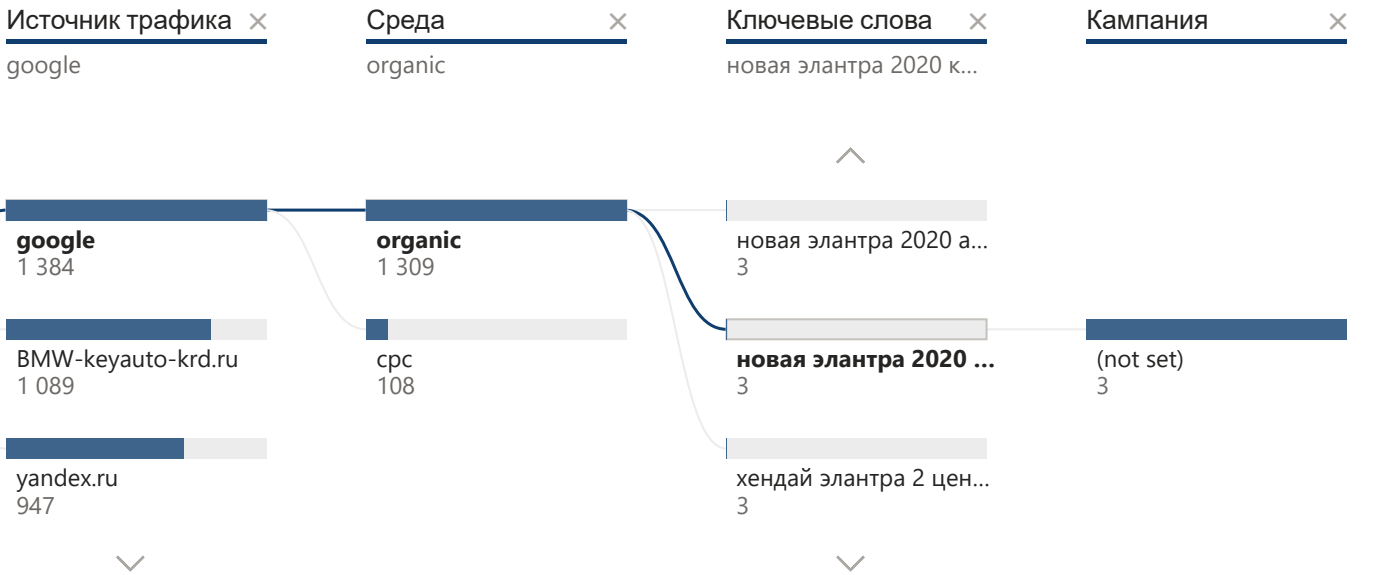 Источник трафика
Среда
Ключевые слова
Кампания
google
organic
новая элантра 2020 к...
google
1 384
organic
1 309
новая элантра 2020 а...
3
BMW-keyauto-krd.ru
1 089
cpc
108
новая элантра 2020 ...
3
(not set)
3
yandex.ru
947
хендай элантра 2 цен...
3